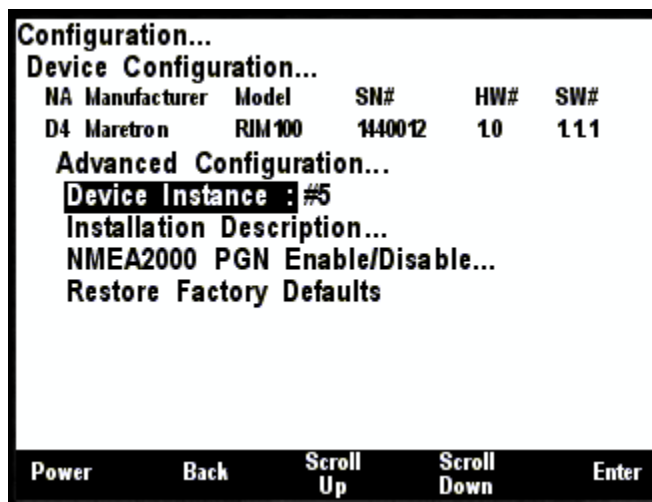 Configuration...
Device Configuration...
NA Manufacturer Model SN# HW# SW#
D4 Maretron RIM100 1440012 1.0 1.1.1
Advanced Configuration...
Device Instance : #5
Installation Description...
NMEA2000 PGN Enable/Disable...
Restore Factory Defaults
Power Back Scroll Up Scroll Down Enter